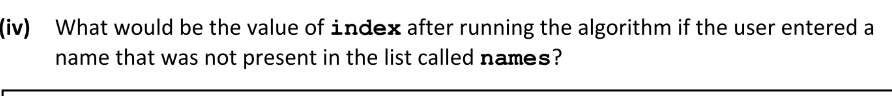 (iv) What would be the value of index after running the algorithm if the user entered a
name that was not present in the list called names?